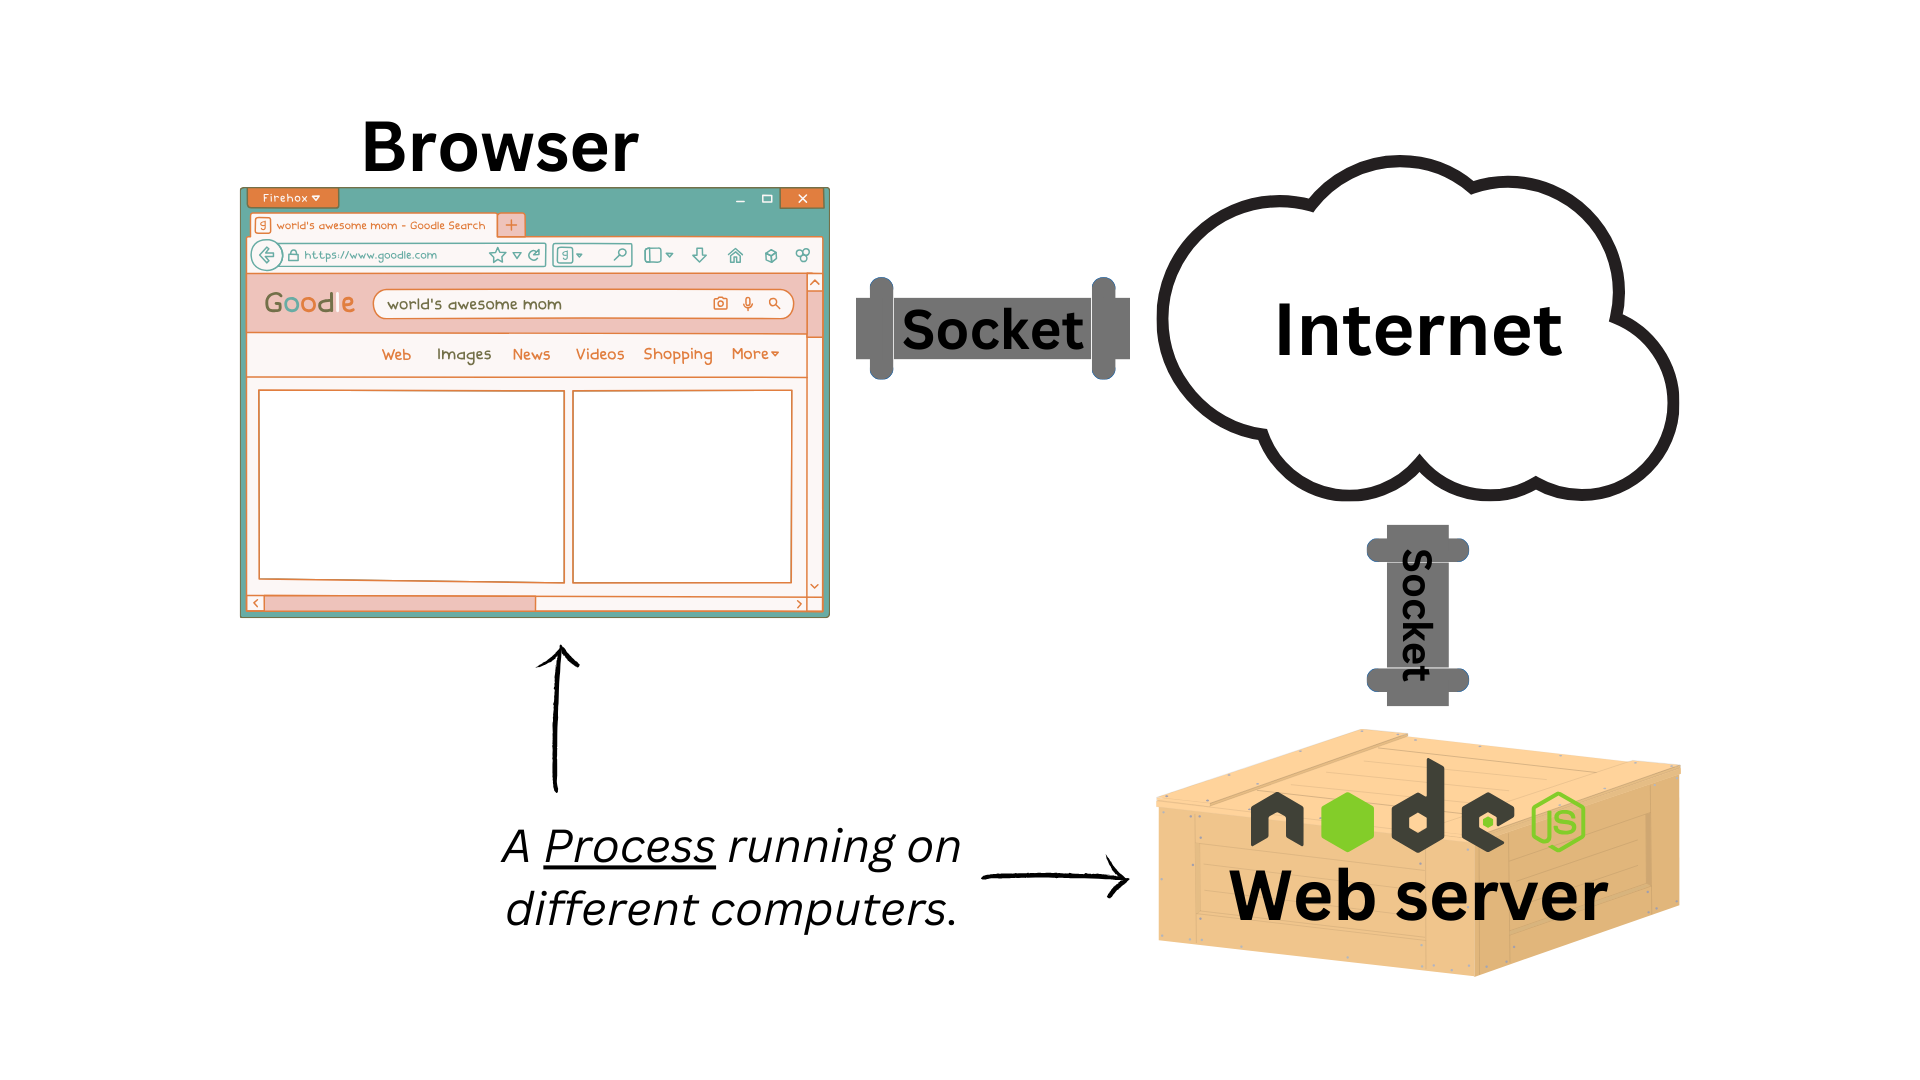 Browser
Firehox
g world's awesome mom - Goodle Search +
https://www.goodle.com g
Goodle world's awesome mom
Web Images News Videos Shopping More
Socket
Internet
Socket
node JS
Web server
A Process running on
different computers.